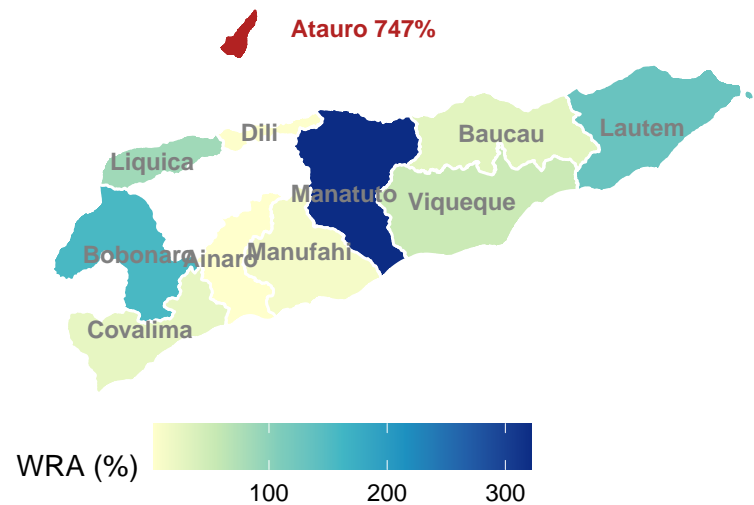 Atauro 747%
Dili
Baucau
Lautem
Liquica
Manatuto
Viqueque
Bobonaro
Ainaro
Manufahi
Covalima
WRA (%)
100 200 300